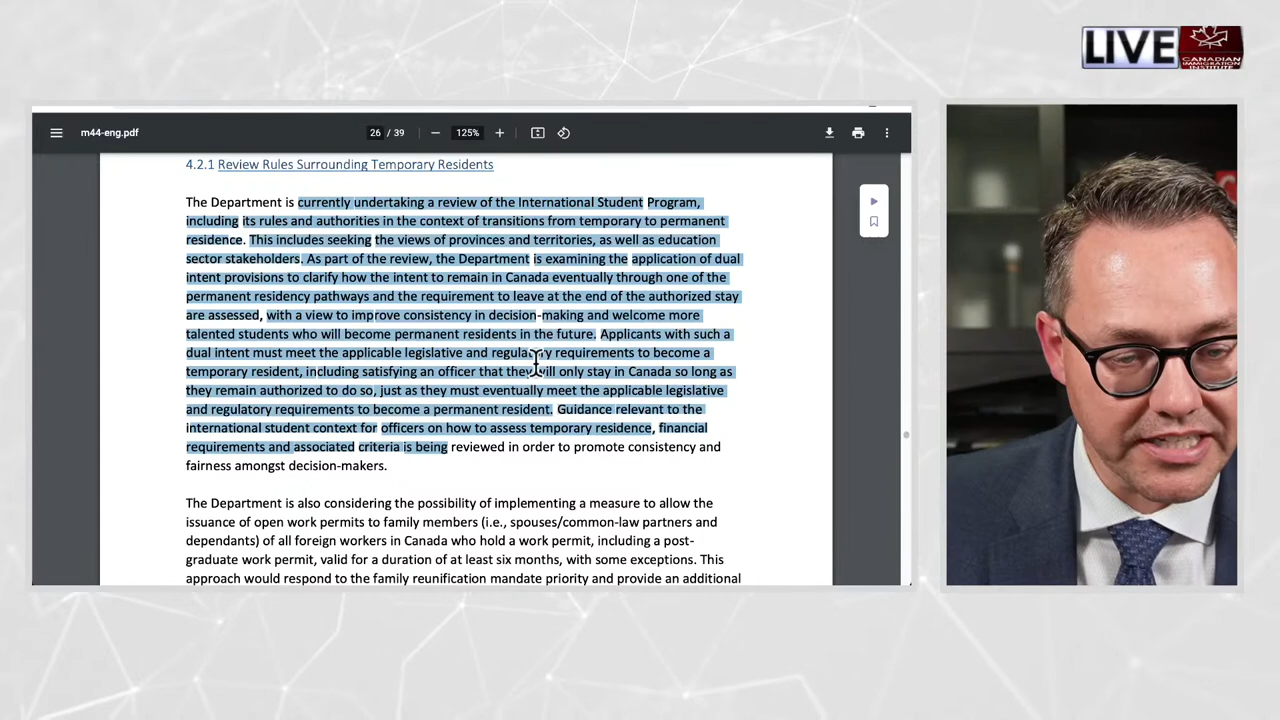 LIVE
CANADIAN
IMMIGRATION
INSTITUTE
m44-eng.pdf
26 / 39
125%
4.2.1 Review Rules Surrounding Temporary Residents
The Department is currently undertaking a review of the International Student Program,
including its rules and authorities in the context of transitions from temporary to permanent
residence. This includes seeking the views of provinces and territories, as well as education
sector stakeholders. As part of the review, the Department is examining the application of dual
intent provisions to clarify how the intent to remain in Canada eventually through one of the
permanent residency pathways and the requirement to leave at the end of the authorized stay
are assessed, with a view to improve consistency in decision-making and welcome more
talented students who will become permanent residents in the future. Applicants with such a
dual intent must meet the applicable legislative and regulatory requirements to become a
temporary resident, including satisfying an officer that they will only stay in Canada so long as
they remain authorized to do so, just as they must eventually meet the applicable legislative
and regulatory requirements to become a permanent resident. Guidance relevant to the
international student context for officers on how to assess temporary residence, financial
requirements and associated criteria is being reviewed in order to promote consistency and
fairness amongst decision-makers.
The Department is also considering the possibility of implementing a measure to allow the
issuance of open work permits to family members (i.e., spouses/common-law partners and
dependants) of all foreign workers in Canada who hold a work permit, including a post-
graduate work permit, valid for a duration of at least six months, with some exceptions. This
approach would respond to the family reunification mandate priority and provide an additional